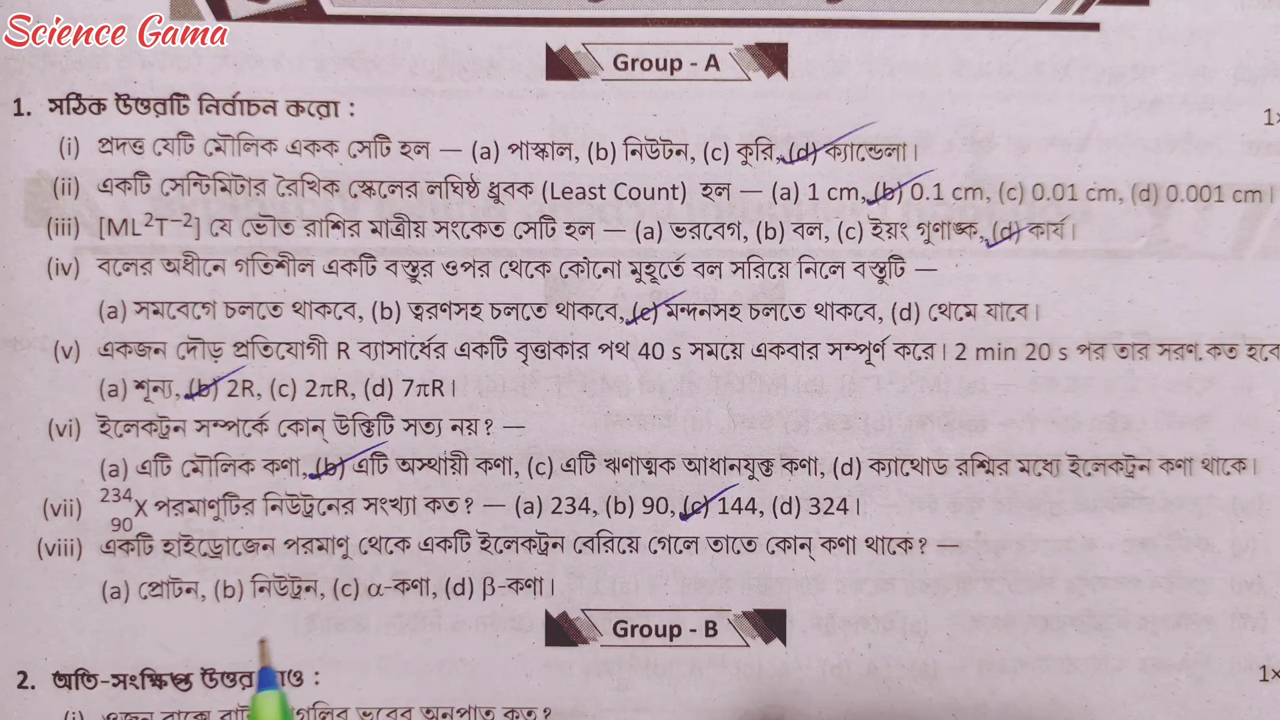 Science Gama
Group - A
1. সঠিক উত্তরটি নির্বাচন করো :
1×
(i) প্রদত্ত যেটি মৌলিক একক সেটি হল — (a) পাস্কাল, (b) নিউটন, (c) কুরি, (d) ক্যান্ডেলা।
(ii) একটি সেন্টিমিটার রৈখিক স্কেলের লঘিষ্ঠ ধ্রুবক (Least Count) হল — (a) 1 cm, (b) 0.1 cm, (c) 0.01 cm, (d) 0.001 cm।
(iii) [ML²T⁻²] যে ভৌত রাশির মাত্রীয় সংকেত সেটি হল — (a) ভরবেগ, (b) বল, (c) ইয়ং গুণাঙ্ক, (d) কার্য।
(iv) বলের অধীনে গতিশীল একটি বস্তুর ওপর থেকে কোনো মুহূর্তে বল সরিয়ে নিলে বস্তুটি —
(a) সমবেগে চলতে থাকবে, (b) ত্বরণসহ চলতে থাকবে, (c) মন্দনসহ চলতে থাকবে, (d) থেমে যাবে।
(v) একজন দৌড় প্রতিযোগী R ব্যাসার্ধের একটি বৃত্তাকার পথ 40 s সময়ে একবার সম্পূর্ণ করে। 2 min 20 s পর তার সরণ কত হবে
(a) শূন্য, (b) 2R, (c) 2πR, (d) 7πR।
(vi) ইলেকট্রন সম্পর্কে কোন্ উক্তিটি সত্য নয়? —
(a) এটি মৌলিক কণা, (b) এটি অস্থায়ী কণা, (c) এটি ঋণাত্মক আধানযুক্ত কণা, (d) ক্যাথোড রশ্মির মধ্যে ইলেকট্রন কণা থাকে।
(vii) ²³⁴₉₀X পরমাণুটির নিউট্রনের সংখ্যা কত? — (a) 234, (b) 90, (c) 144, (d) 324।
(viii) একটি হাইড্রোজেন পরমাণু থেকে একটি ইলেকট্রন বেরিয়ে গেলে তাতে কোন্ কণা থাকে? —
(a) প্রোটন, (b) নিউট্রন, (c) α-কণা, (d) β-কণা।
Group - B
2. অতি-সংক্ষিপ্ত উত্তর দাও :
1×
(i)